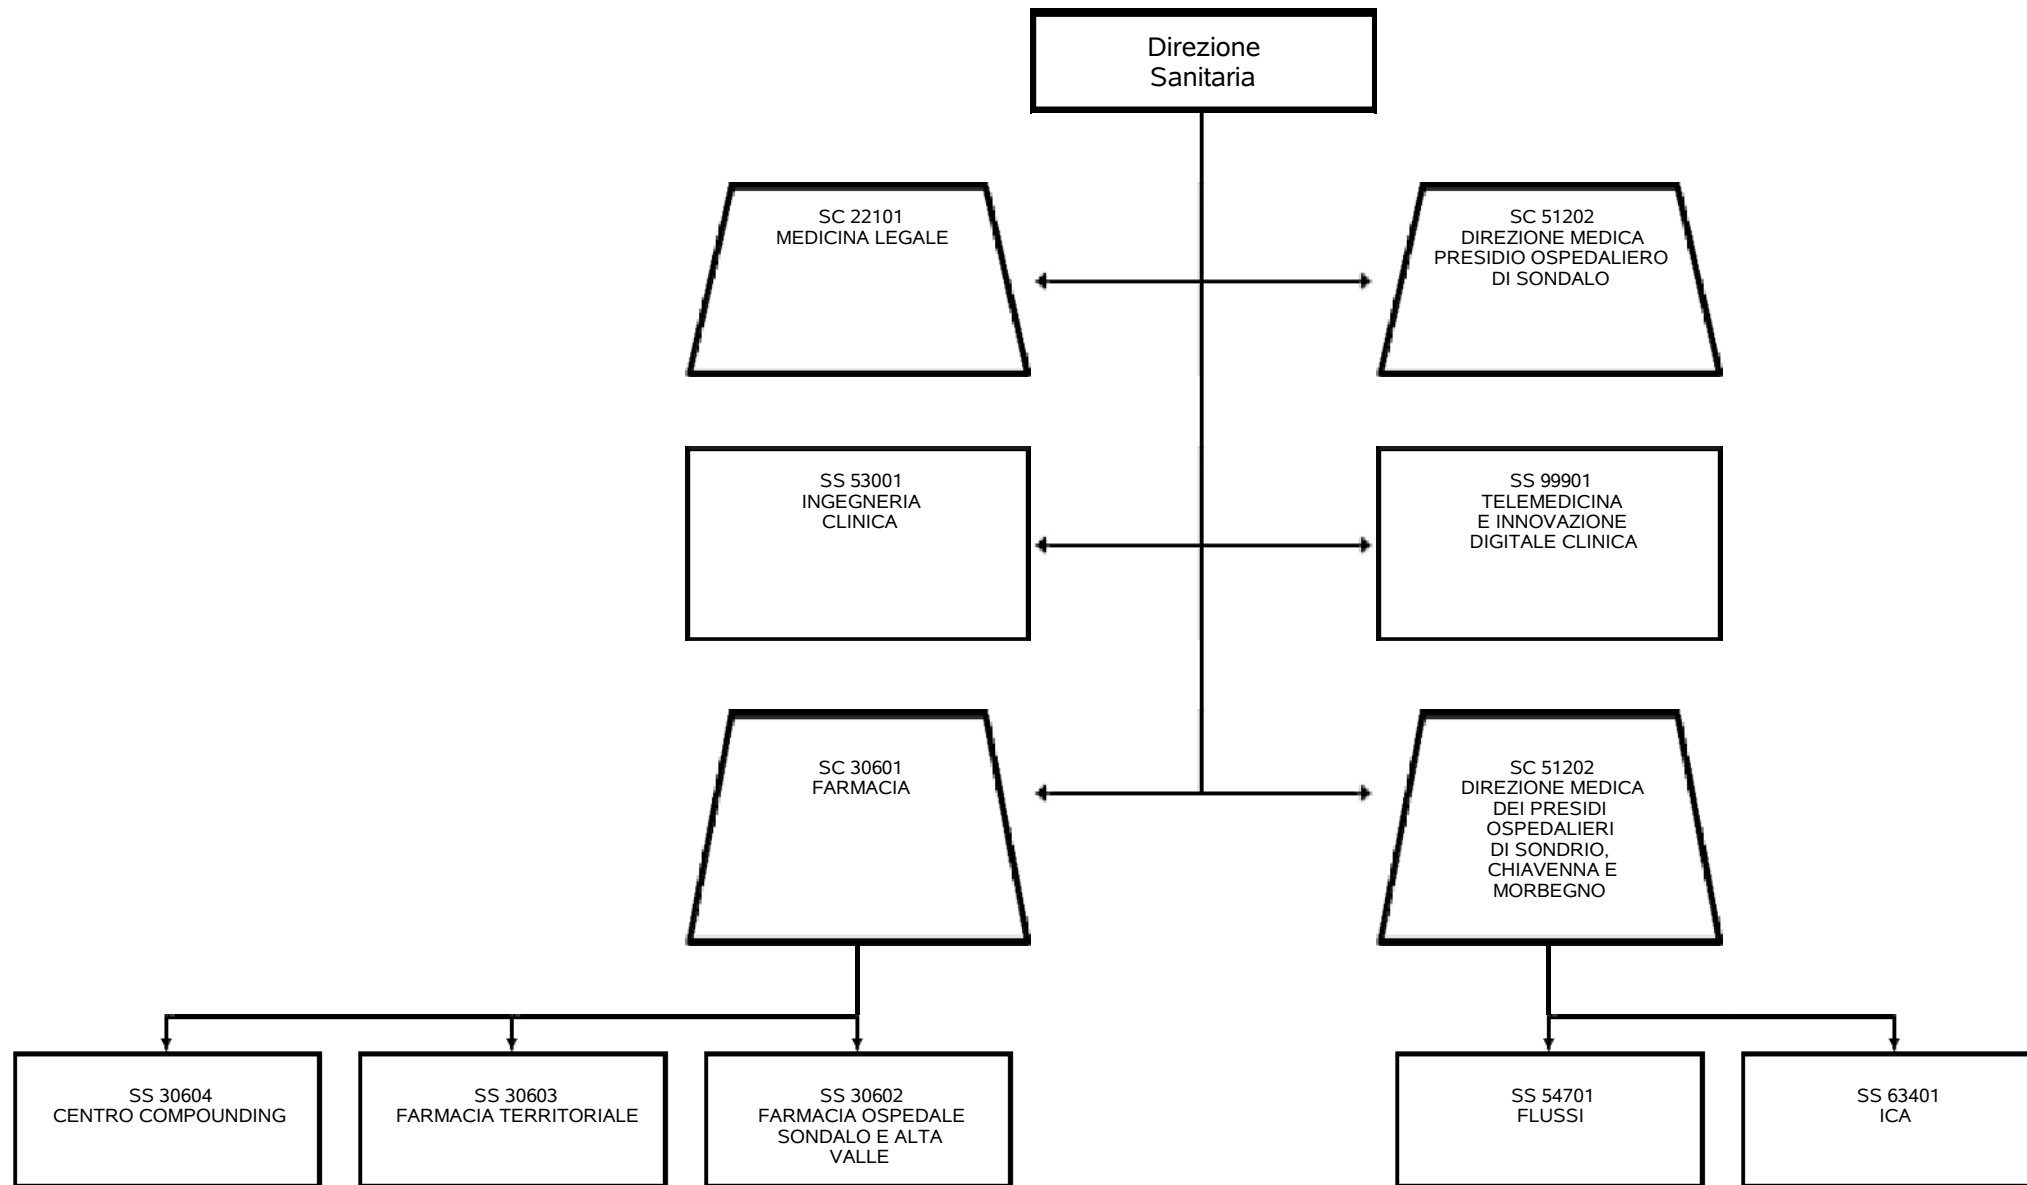 Direzione
Sanitaria
SC 22101
MEDICINA LEGALE
SC 51202
DIREZIONE MEDICA
PRESIDIO OSPEDALIERO
DI SONDALO
SS 53001
INGEGNERIA
CLINICA
SS 99901
TELEMEDICINA
E INNOVAZIONE
DIGITALE CLINICA
SC 30601
FARMACIA
SC 51202
DIREZIONE MEDICA
DEI PRESIDI
OSPEDALIERI
DI SONDRIO,
CHIAVENNA E
MORBEGNO
SS 30604
CENTRO COMPOUNDING
SS 30603
FARMACIA TERRITORIALE
SS 30602
FARMACIA OSPEDALE
SONDALO E ALTA
VALLE
SS 54701
FLUSSI
SS 63401
ICA